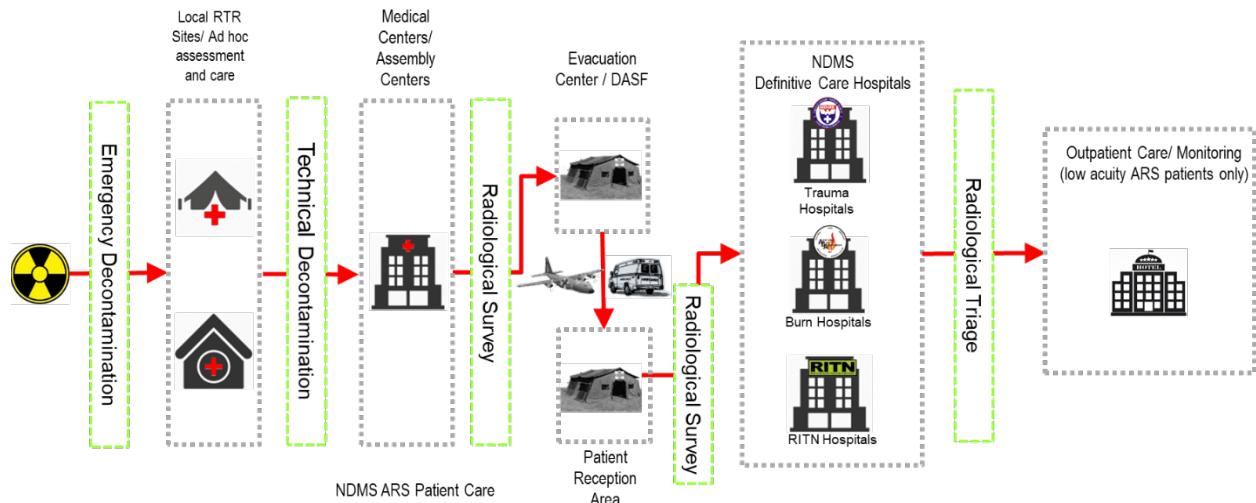 Local RTR
Sites/ Ad hoc
assessment
and care
Medical
Centers/
Assembly
Centers
Evacuation
Center / DASF
NDMS
Definitive Care Hospitals
Emergency Decontamination
Technical Decontamination
Radiological Survey
Radiological Survey
Trauma
Hospitals
Burn Hospitals
RITN
RITN Hospitals
Radiological Triage
Outpatient Care/ Monitoring
(low acuity ARS patients only)
HOTEL
Patient
Reception
Area
NDMS ARS Patient Care